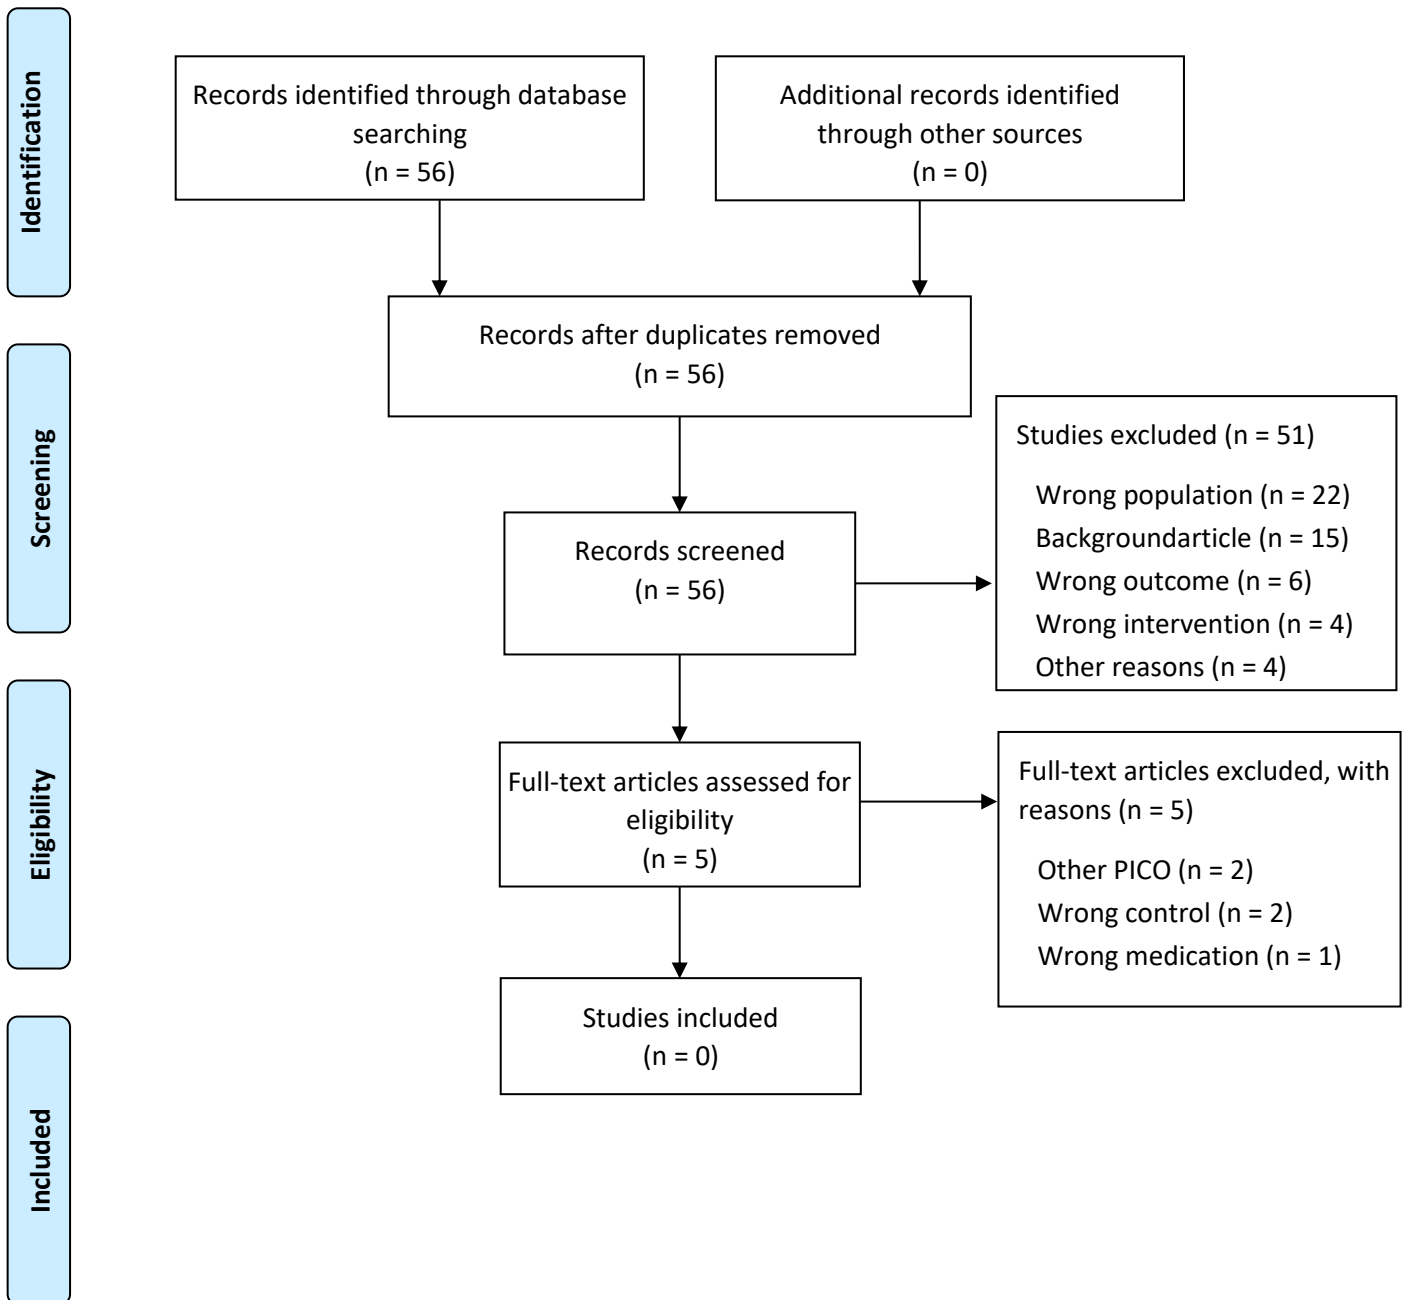 Identification
Records identified through database
searching
(n = 56)
Additional records identified
through other sources
(n = 0)
Records after duplicates removed
(n = 56)
Screening
Records screened
(n = 56)
Studies excluded (n = 51)
Wrong population (n = 22)
Backgroundarticle (n = 15)
Wrong outcome (n = 6)
Wrong intervention (n = 4)
Other reasons (n = 4)
Eligibility
Full-text articles assessed for
eligibility
(n = 5)
Full-text articles excluded, with
reasons (n = 5)
Other PICO (n = 2)
Wrong control (n = 2)
Wrong medication (n = 1)
Included
Studies included
(n = 0)